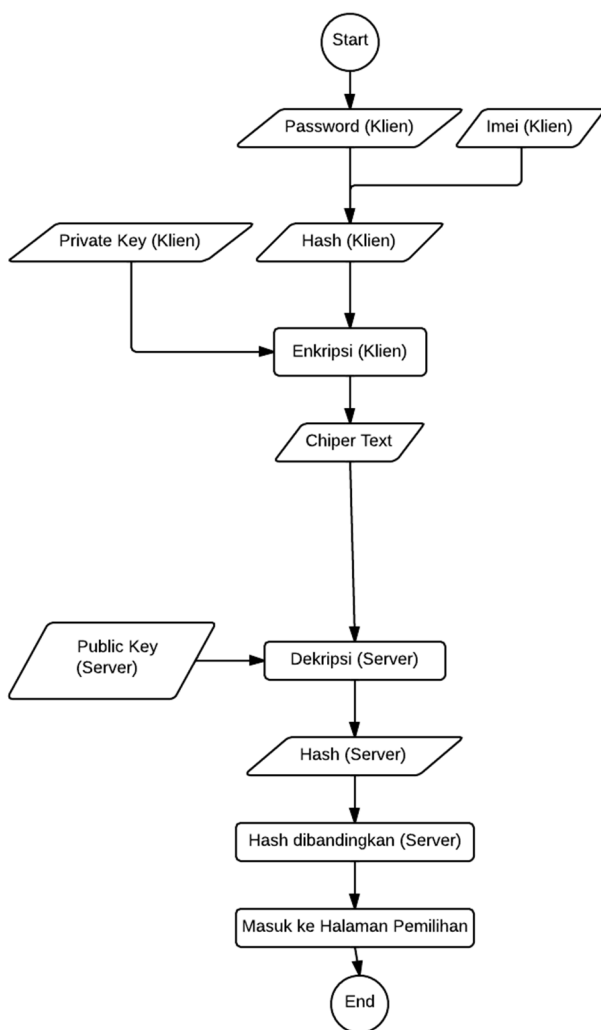 Start
Password (Klien)
Imei (Klien)
Private Key (Klien)
Hash (Klien)
Enkripsi (Klien)
Chiper Text
Public Key
(Server)
Dekripsi (Server)
Hash (Server)
Hash dibandingkan (Server)
Masuk ke Halaman Pemilihan
End